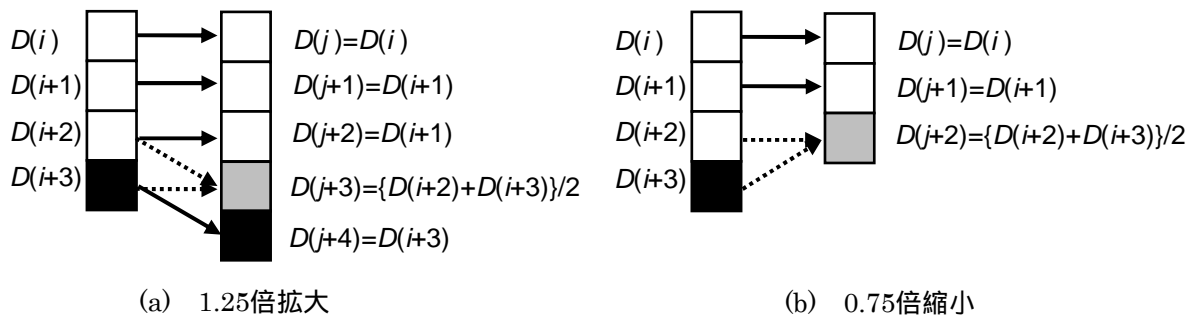 D(i) D(j)=D(i)
D(i+1) D(j+1)=D(i+1)
D(i+2) D(j+2)=D(i+1)
D(i+3) D(j+3)={D(i+2)+D(i+3)}/2
D(j+4)=D(i+3)
(a) 1.25倍拡大
D(i) D(j)=D(i)
D(i+1) D(j+1)=D(i+1)
D(i+2) D(j+2)={D(i+2)+D(i+3)}/2
D(i+3)
(b) 0.75倍縮小